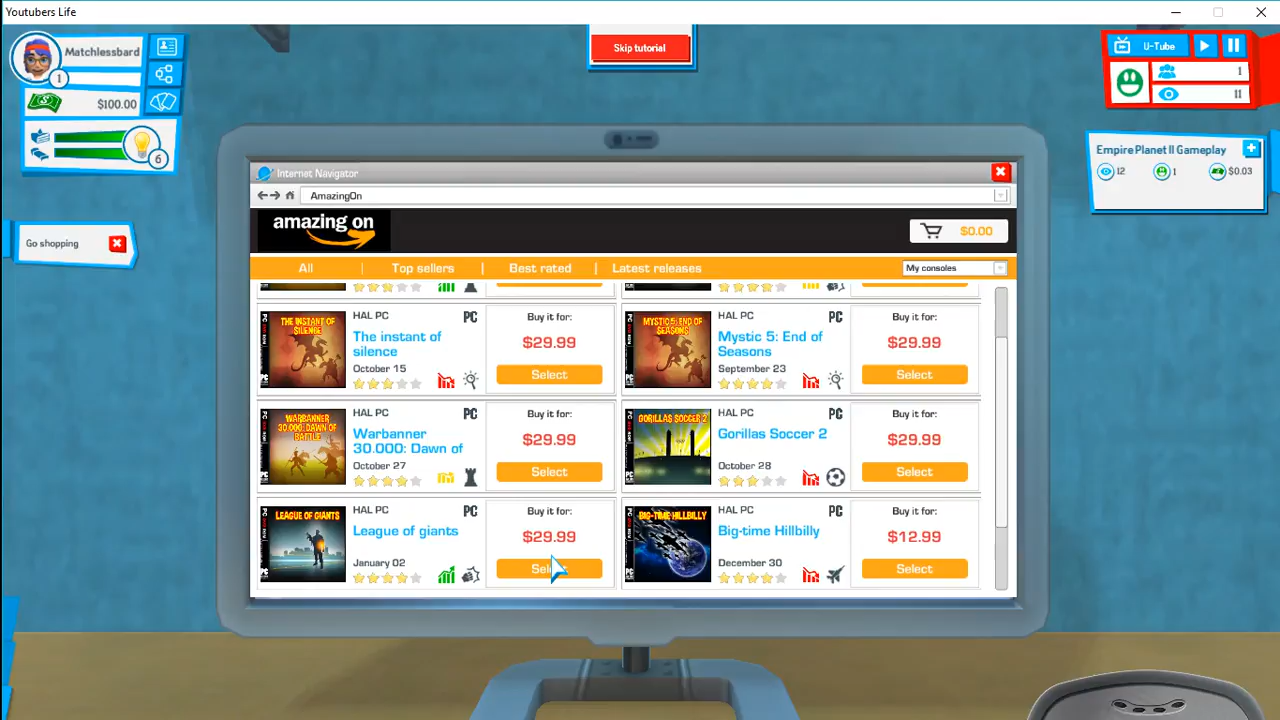 Youtubers Life
Matchlessbard
1
$100.00
6
Skip tutorial
U-Tube
1
11
Empire Planet II Gameplay
12
1
$0.03
Go shopping
Internet Navigator
AmazingOn
amazing on
$0.00
All
Top sellers
Best rated
Latest releases
My consoles
HAL PC
PC
THE INSTANT OF
SILENCE
The instant of
silence
October 15
Buy it for:
$29.99
Select
HAL PC
PC
MYSTIC 5: END OF
SEASONS
Mystic 5: End of
Seasons
September 23
Buy it for:
$29.99
Select
HAL PC
PC
WARBANNER
30.000: DAWN OF
BATTLE
Warbanner
30.000: Dawn of
October 27
Buy it for:
$29.99
Select
HAL PC
PC
GORILLAS SOCCER 2
Gorillas Soccer 2
October 28
Buy it for:
$29.99
Select
HAL PC
PC
LEAGUE OF GIANTS
League of giants
January 02
Buy it for:
$29.99
Select
HAL PC
PC
BIG-TIME HILLBILLY
Big-time Hillbilly
December 30
Buy it for:
$12.99
Select